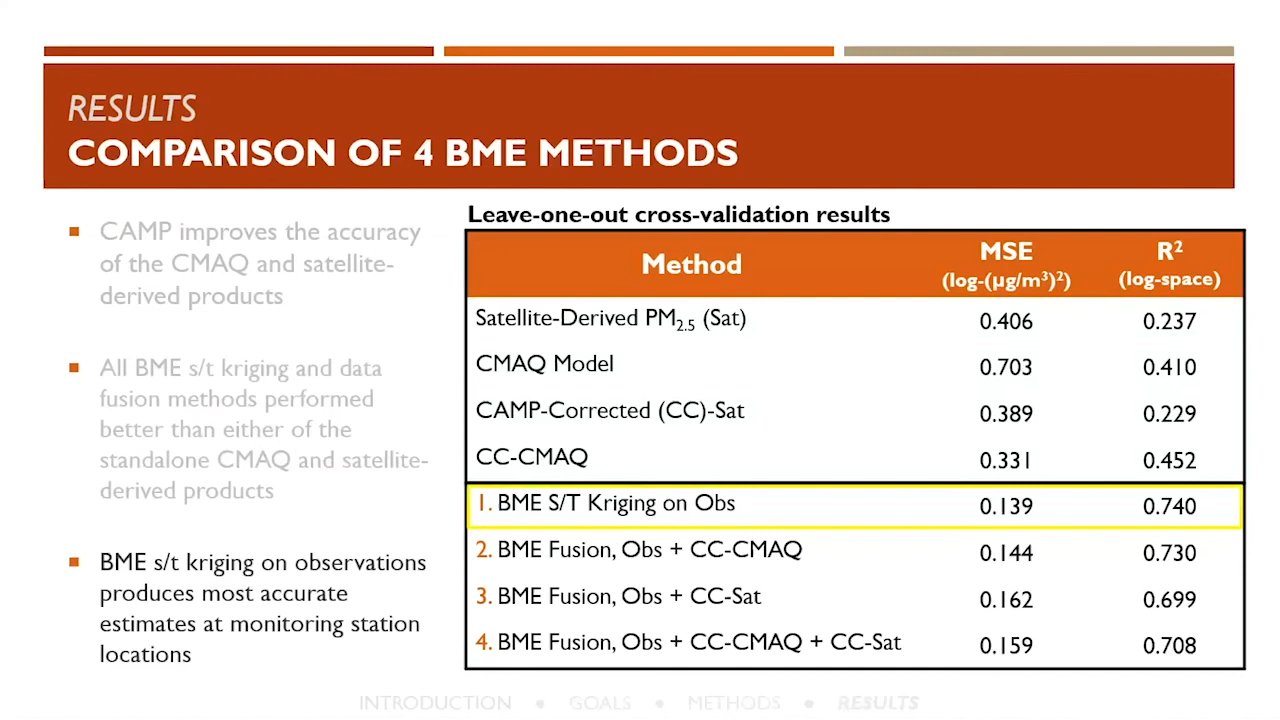 RESULTS
COMPARISON OF 4 BME METHODS
CAMP improves the accuracy
of the CMAQ and satellite-
derived products
All BME s/t kriging and data
fusion methods performed
better than either of the
standalone CMAQ and satellite-
derived products
BME s/t kriging on observations
produces most accurate
estimates at monitoring station
locations
Leave-one-out cross-validation results
Method MSE R²
(log-(µg/m³)²) (log-space)
Satellite-Derived PM₂.₅ (Sat) 0.406 0.237
CMAQ Model 0.703 0.410
CAMP-Corrected (CC)-Sat 0.389 0.229
CC-CMAQ 0.331 0.452
1. BME S/T Kriging on Obs 0.139 0.740
2. BME Fusion, Obs + CC-CMAQ 0.144 0.730
3. BME Fusion, Obs + CC-Sat 0.162 0.699
4. BME Fusion, Obs + CC-CMAQ + CC-Sat 0.159 0.708
INTRODUCTION • GOALS • METHODS • RESULTS